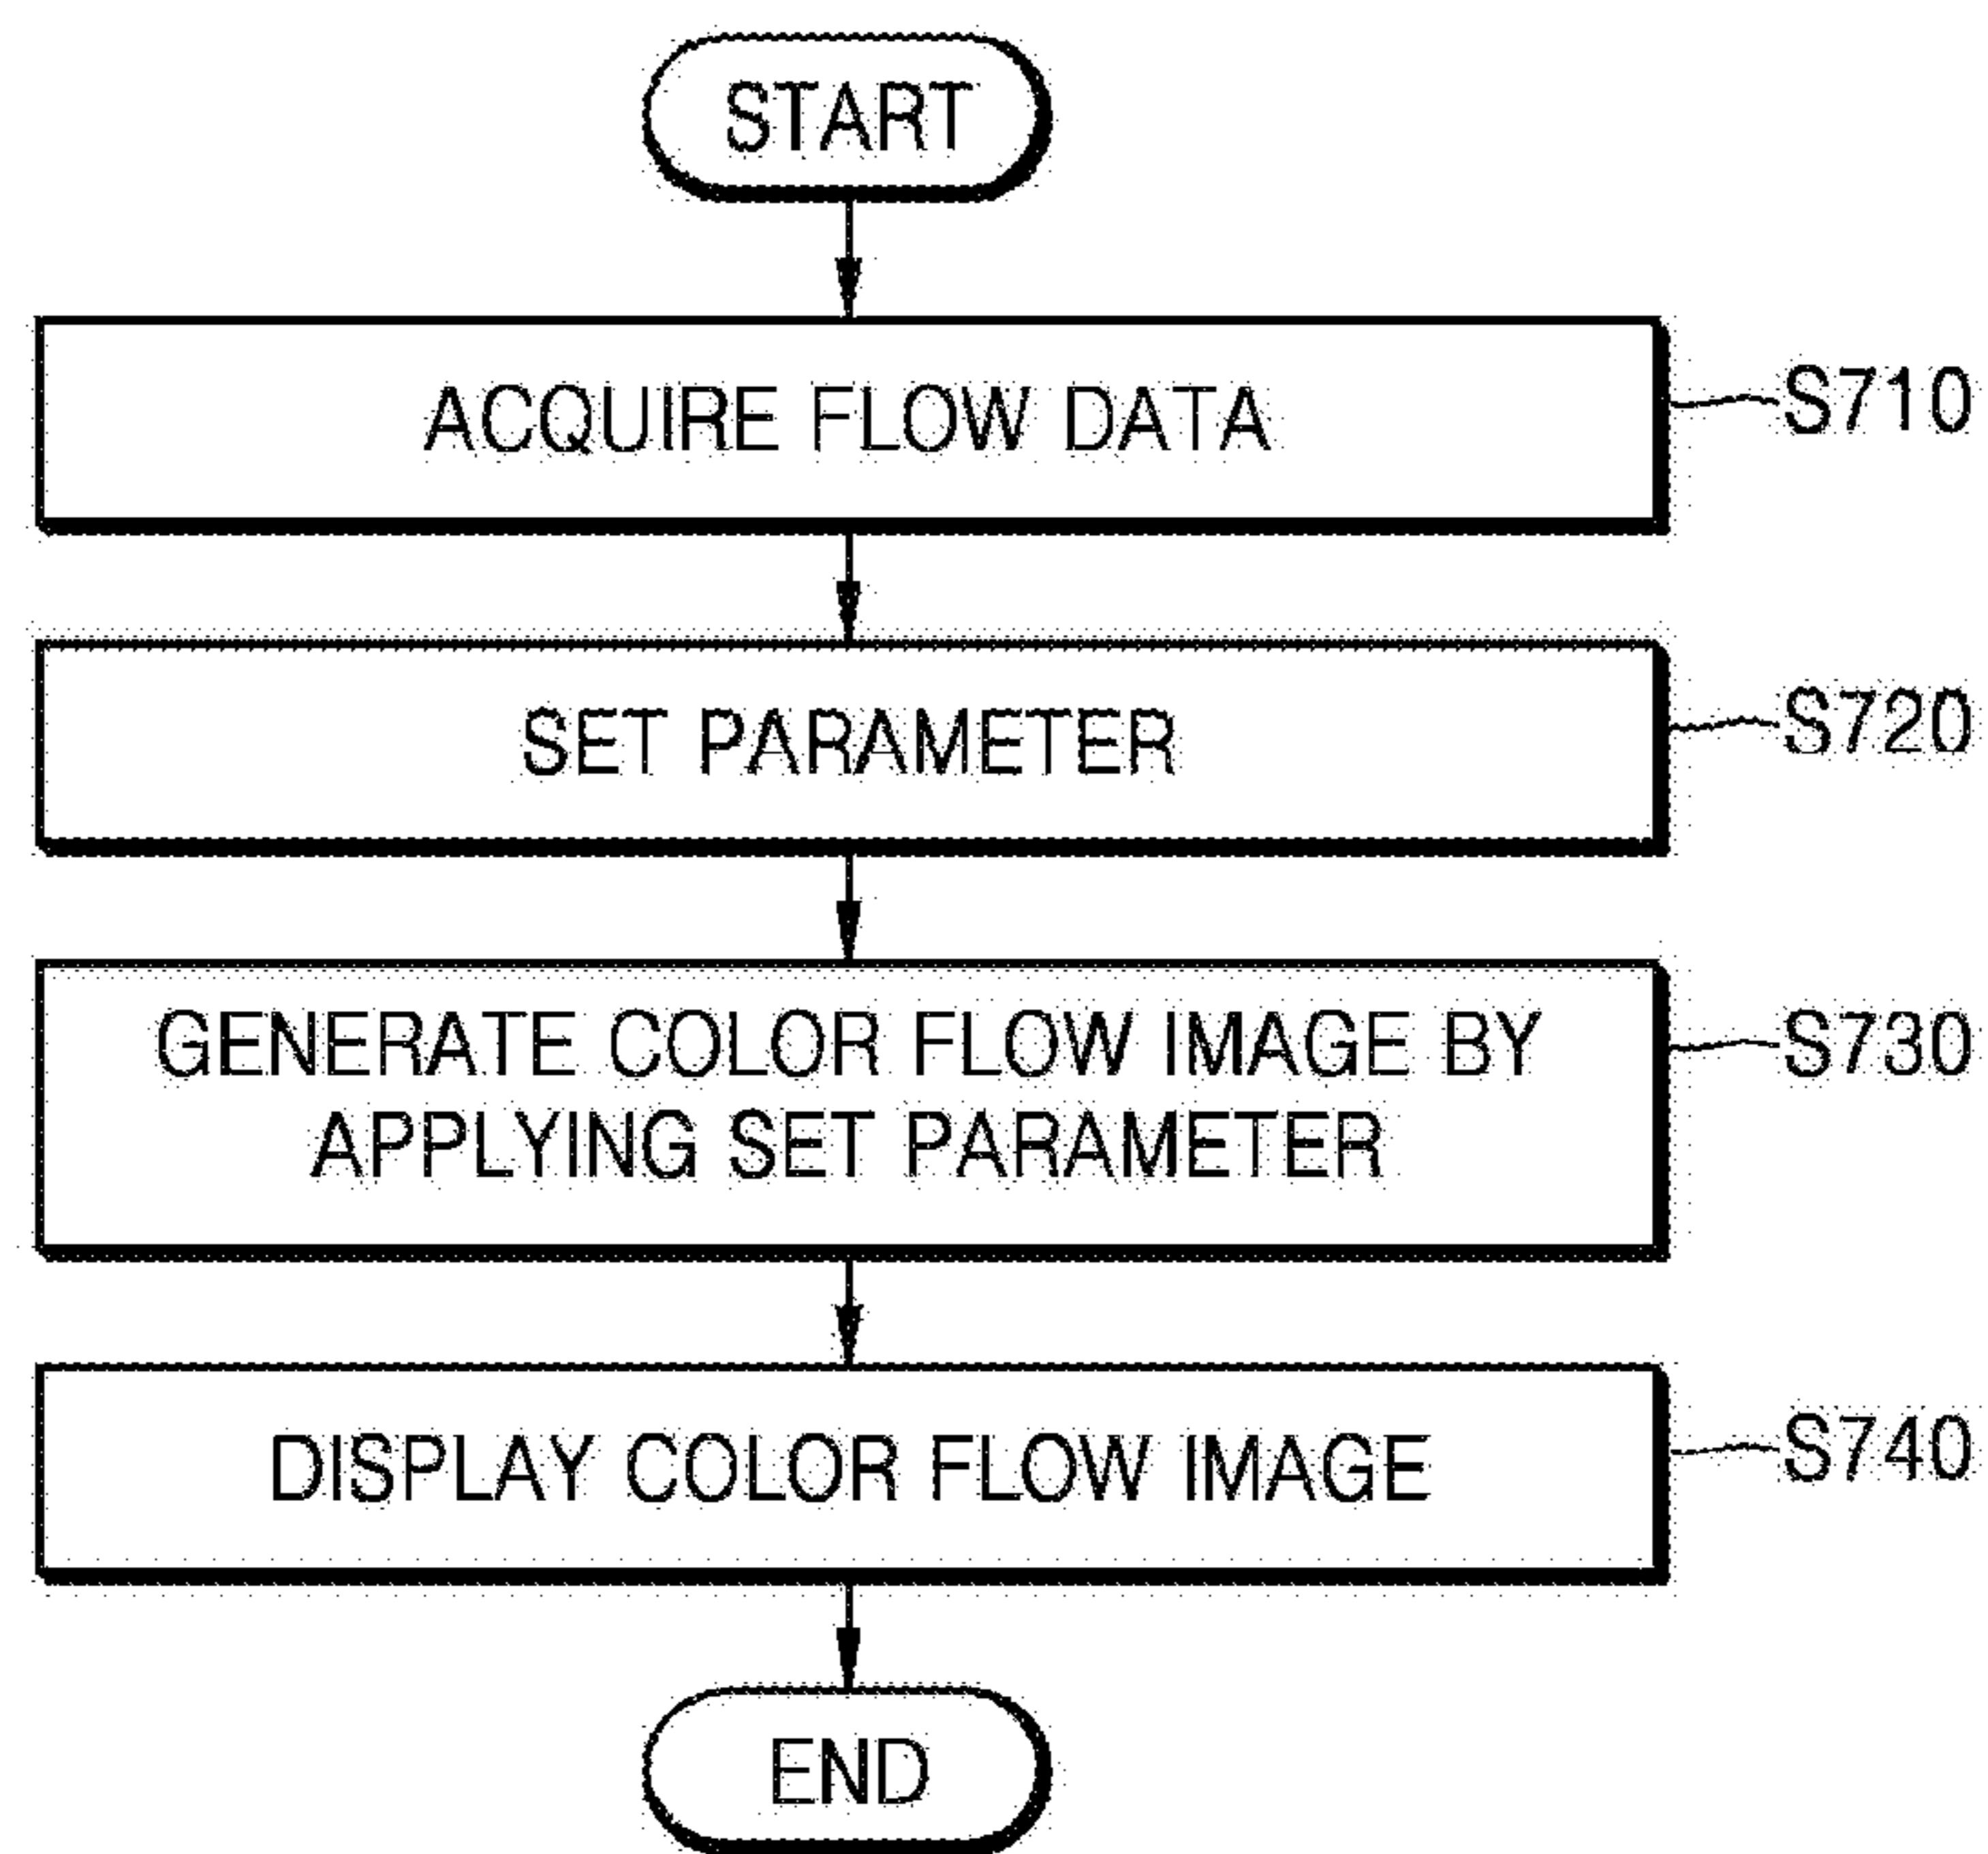 START
ACQUIRE FLOW DATA
S710
SET PARAMETER
S720
GENERATE COLOR FLOW IMAGE BY
APPLYING SET PARAMETER
S730
DISPLAY COLOR FLOW IMAGE
S740
END